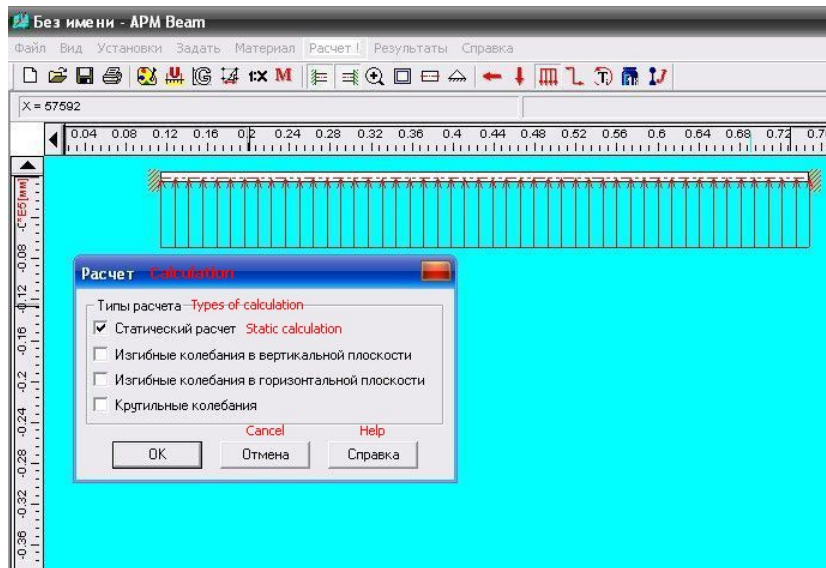 Без имени - APM Beam
Файл Вид Установки Задать Материал Расчет ! Результаты Справка
1:X M
X = 57592
0.04 0.08 0.12 0.16 0.2 0.24 0.28 0.32 0.36 0.4 0.44 0.48 0.52 0.56 0.6 0.64 0.68 0.72
-0.08
-0.12
-0.16
-0.2
-0.24
-0.28
-0.32
-0.36
Расчет Calculation
Типы расчета Types of calculation
Статический расчет Static calculation
Изгибные колебания в вертикальной плоскости
Изгибные колебания в горизонтальной плоскости
Крутильные колебания
Cancel Help
OK Отмена Справка